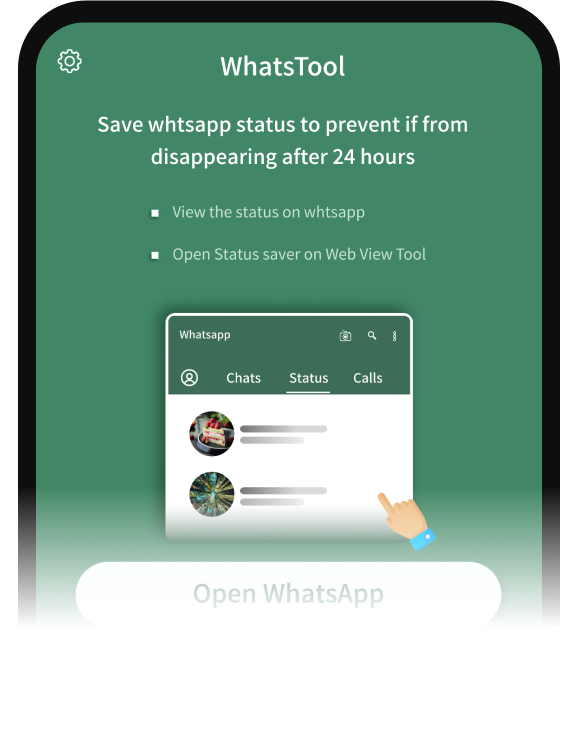 WhatsTool
Save whtsapp status to prevent if from
disappearing after 24 hours
View the status on whtsapp
Open Status saver on Web View Tool
Whatsapp
Chats Status Calls
Open WhatsApp